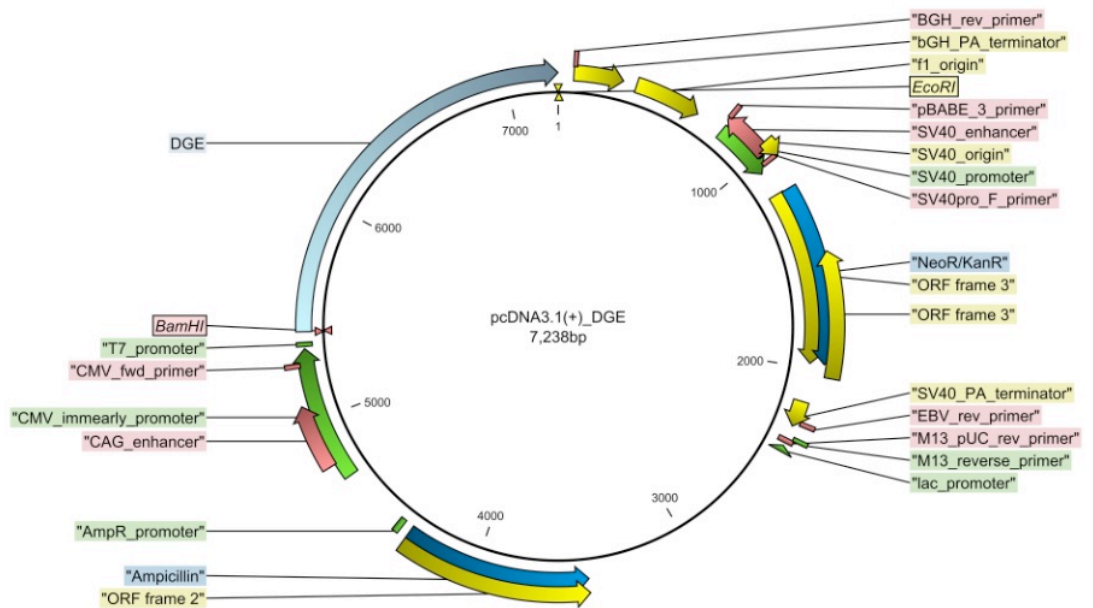 "BGH_rev_primer"
"bGH_PA_terminator"
"f1_origin"
EcoRI
"pBABE_3_primer"
"SV40_enhancer"
"SV40_origin"
"SV40_promoter"
"SV40pro_F_primer"
"NeoR/KanR"
"ORF frame 3"
"ORF frame 3"
"SV40_PA_terminator"
"EBV_rev_primer"
"M13_pUC_rev_primer"
"M13_reverse_primer"
"lac_promoter"
DGE
BamHI
"T7_promoter"
"CMV_fwd_primer"
"CMV_immearly_promoter"
"CAG_enhancer"
"AmpR_promoter"
"Ampicillin"
"ORF frame 2"
1
1000
2000
3000
4000
5000
6000
7000
pcDNA3.1(+)_DGE
7,238bp